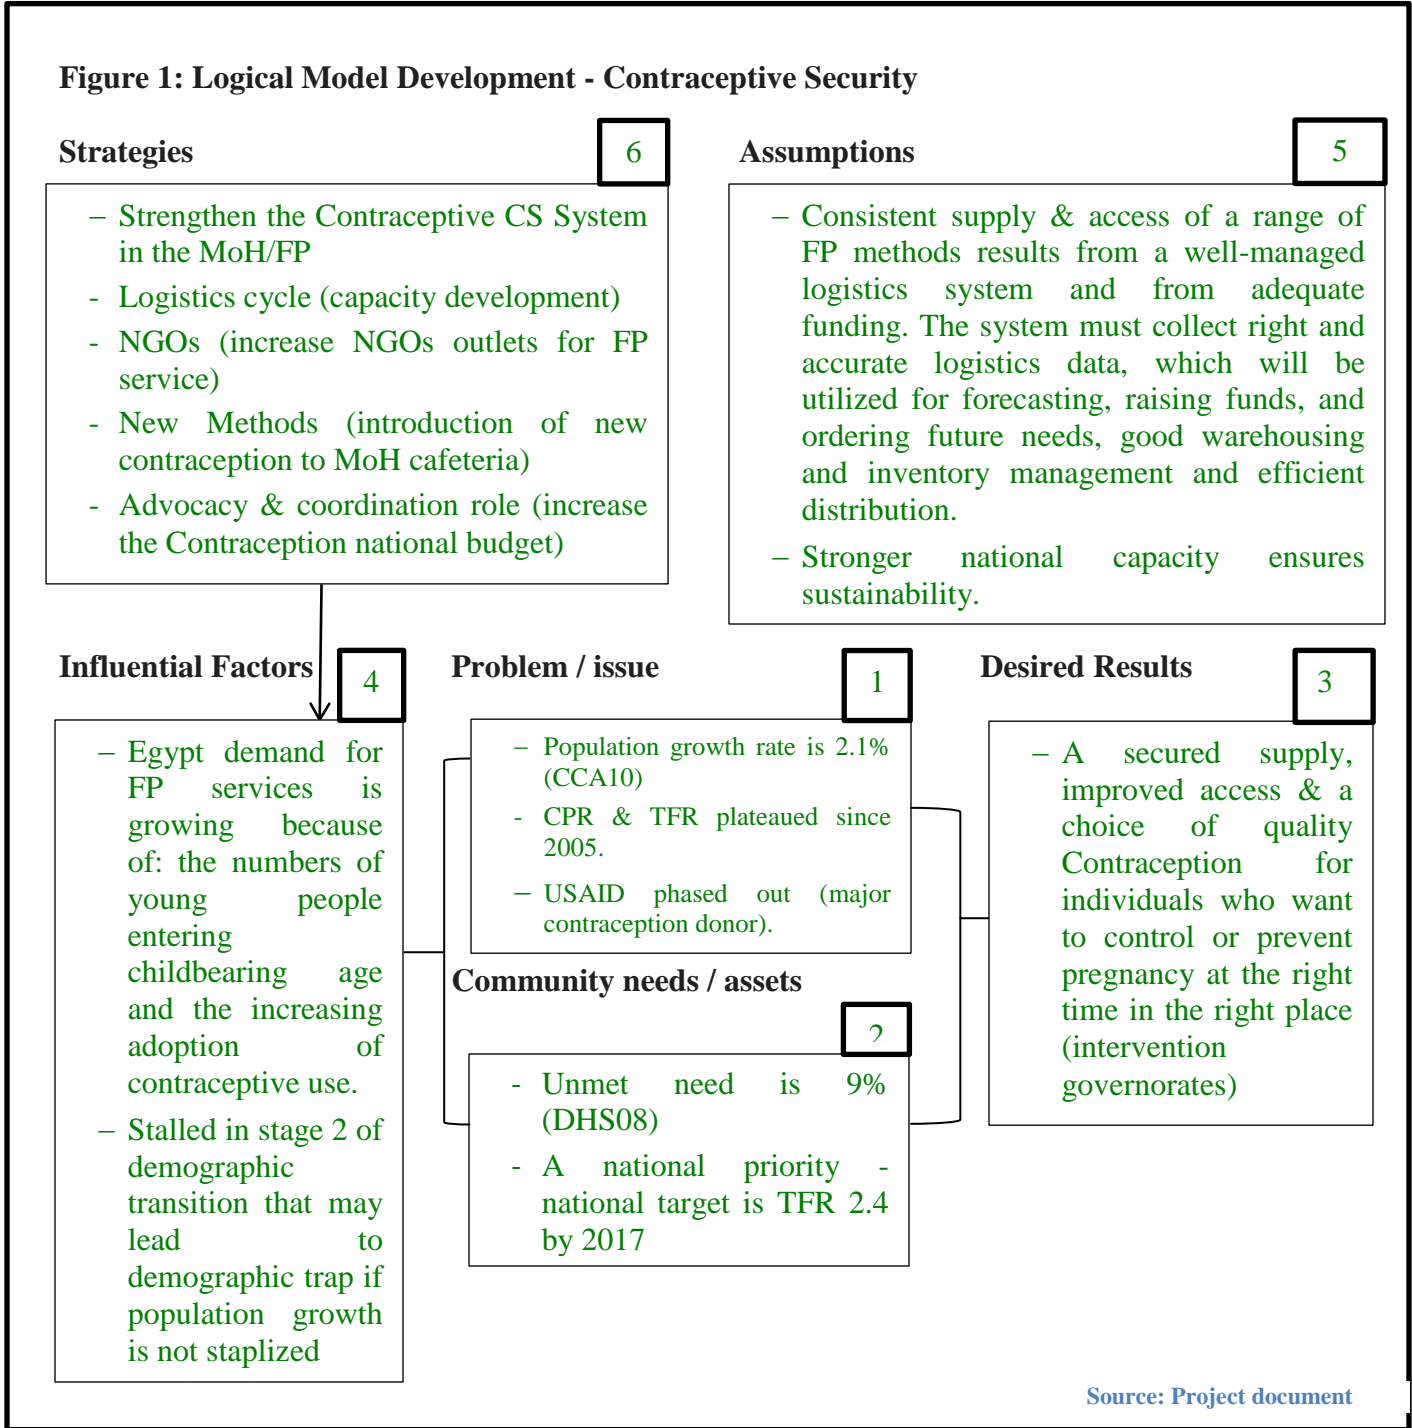 Figure 1: Logical Model Development - Contraceptive Security
Strategies
6
– Strengthen the Contraceptive CS System
in the MoH/FP
- Logistics cycle (capacity development)
- NGOs (increase NGOs outlets for FP
service)
- New Methods (introduction of new
contraception to MoH cafeteria)
- Advocacy & coordination role (increase
the Contraception national budget)
Assumptions
5
– Consistent supply & access of a range of
FP methods results from a well-managed
logistics system and from adequate
funding. The system must collect right and
accurate logistics data, which will be
utilized for forecasting, raising funds, and
ordering future needs, good warehousing
and inventory management and efficient
distribution.
– Stronger national capacity ensures
sustainability.
Influential Factors
4
– Egypt demand for
FP services is
growing because
of: the numbers of
young people
entering
childbearing age
and the increasing
adoption of
contraceptive use.
– Stalled in stage 2 of
demographic
transition that may
lead to
demographic trap if
population growth
is not staplized
Problem / issue
1
– Population growth rate is 2.1%
(CCA10)
- CPR & TFR plateaued since
2005.
– USAID phased out (major
contraception donor).
Community needs / assets
2
- Unmet need is 9%
(DHS08)
- A national priority -
national target is TFR 2.4
by 2017
Desired Results
3
– A secured supply,
improved access & a
choice of quality
Contraception for
individuals who want
to control or prevent
pregnancy at the right
time in the right place
(intervention
governorates)
Source: Project document